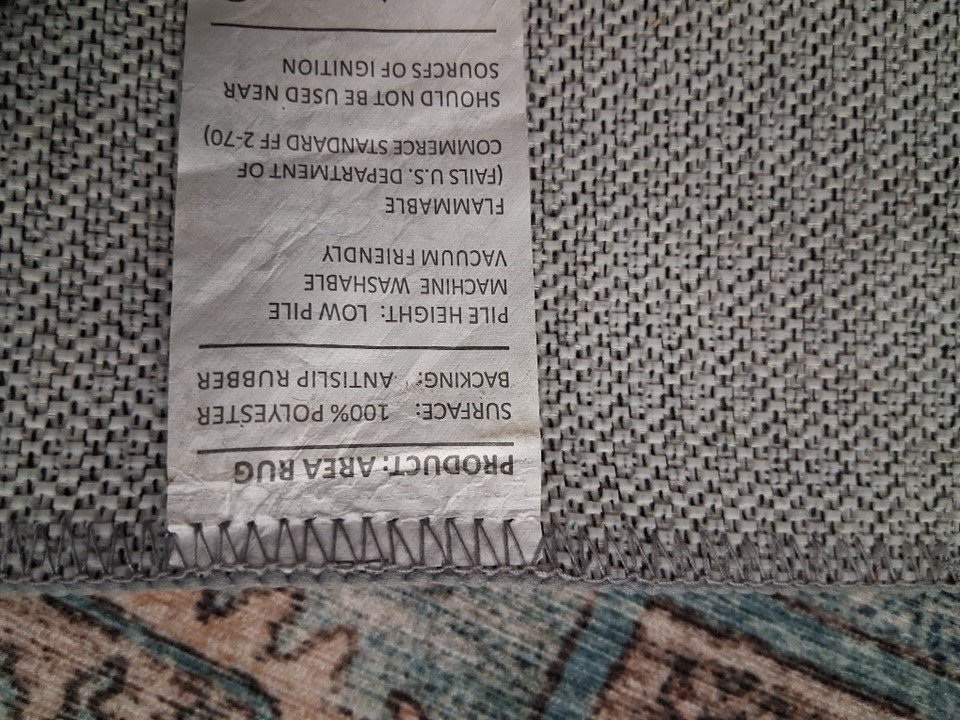 PRODUCT: AREA RUG
SURFACE: 100% POLYESTER
BACKING: ANTISLIP RUBBER
PILE HEIGHT: LOW PILE
MACHINE WASHABLE
VACUUM FRIENDLY
FLAMMABLE
(FAILS U.S. DEPARTMENT OF
COMMERCE STANDARD FF 2-70)
SHOULD NOT BE USED NEAR
SOURCES OF IGNITION